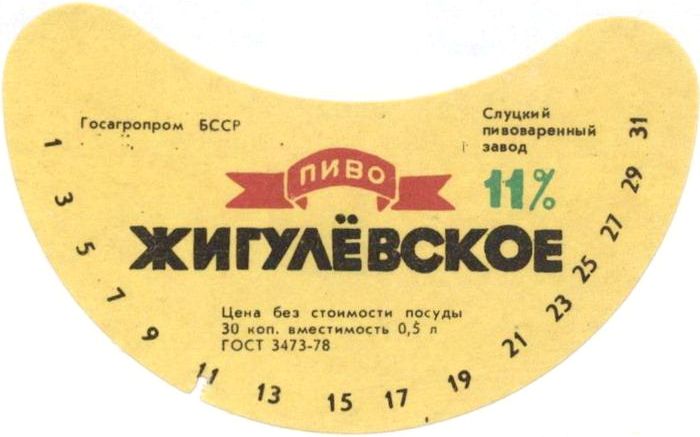 Госагропром БССР
Слуцкий
пивоваренный
завод
ПИВО
11%
ЖИГУЛЁВСКОЕ
Цена без стоимости посуды
30 коп. вместимость 0,5 л
ГОСТ 3473-78
1 3 5 7 9 11 13 15 17 19 21 23 25 27 29 31